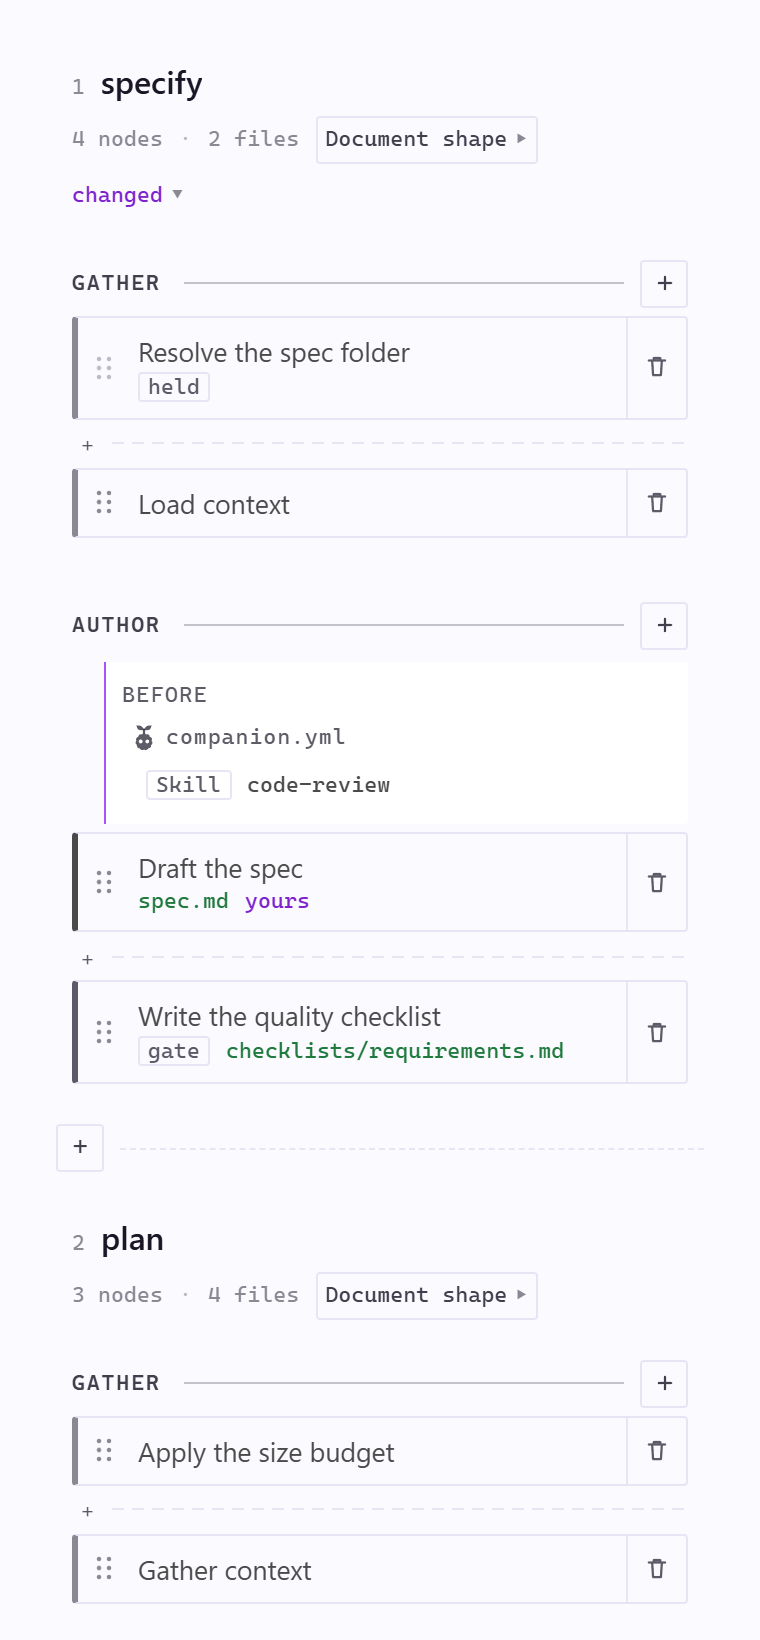 1 specify
4 nodes · 2 files Document shape ▸
changed ▾
GATHER +
Resolve the spec folder
held
+
Load context
AUTHOR +
BEFORE
companion.yml
Skill code-review
Draft the spec
spec.md yours
+
Write the quality checklist
gate checklists/requirements.md
+
2 plan
3 nodes · 4 files Document shape ▸
GATHER +
Apply the size budget
+
Gather context